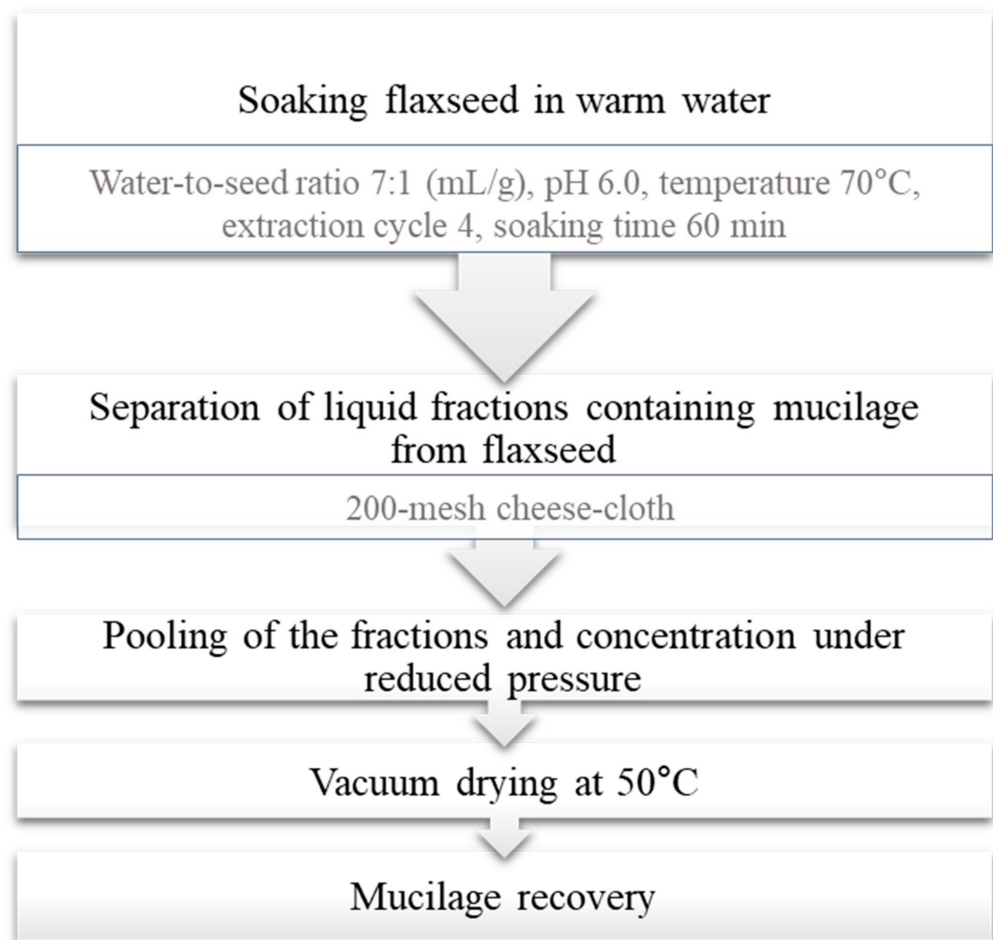 Soaking flaxseed in warm water
Water-to-seed ratio 7:1 (mL/g), pH 6.0, temperature 70°C,
extraction cycle 4, soaking time 60 min
Separation of liquid fractions containing mucilage
from flaxseed
200-mesh cheese-cloth
Pooling of the fractions and concentration under
reduced pressure
Vacuum drying at 50°C
Mucilage recovery